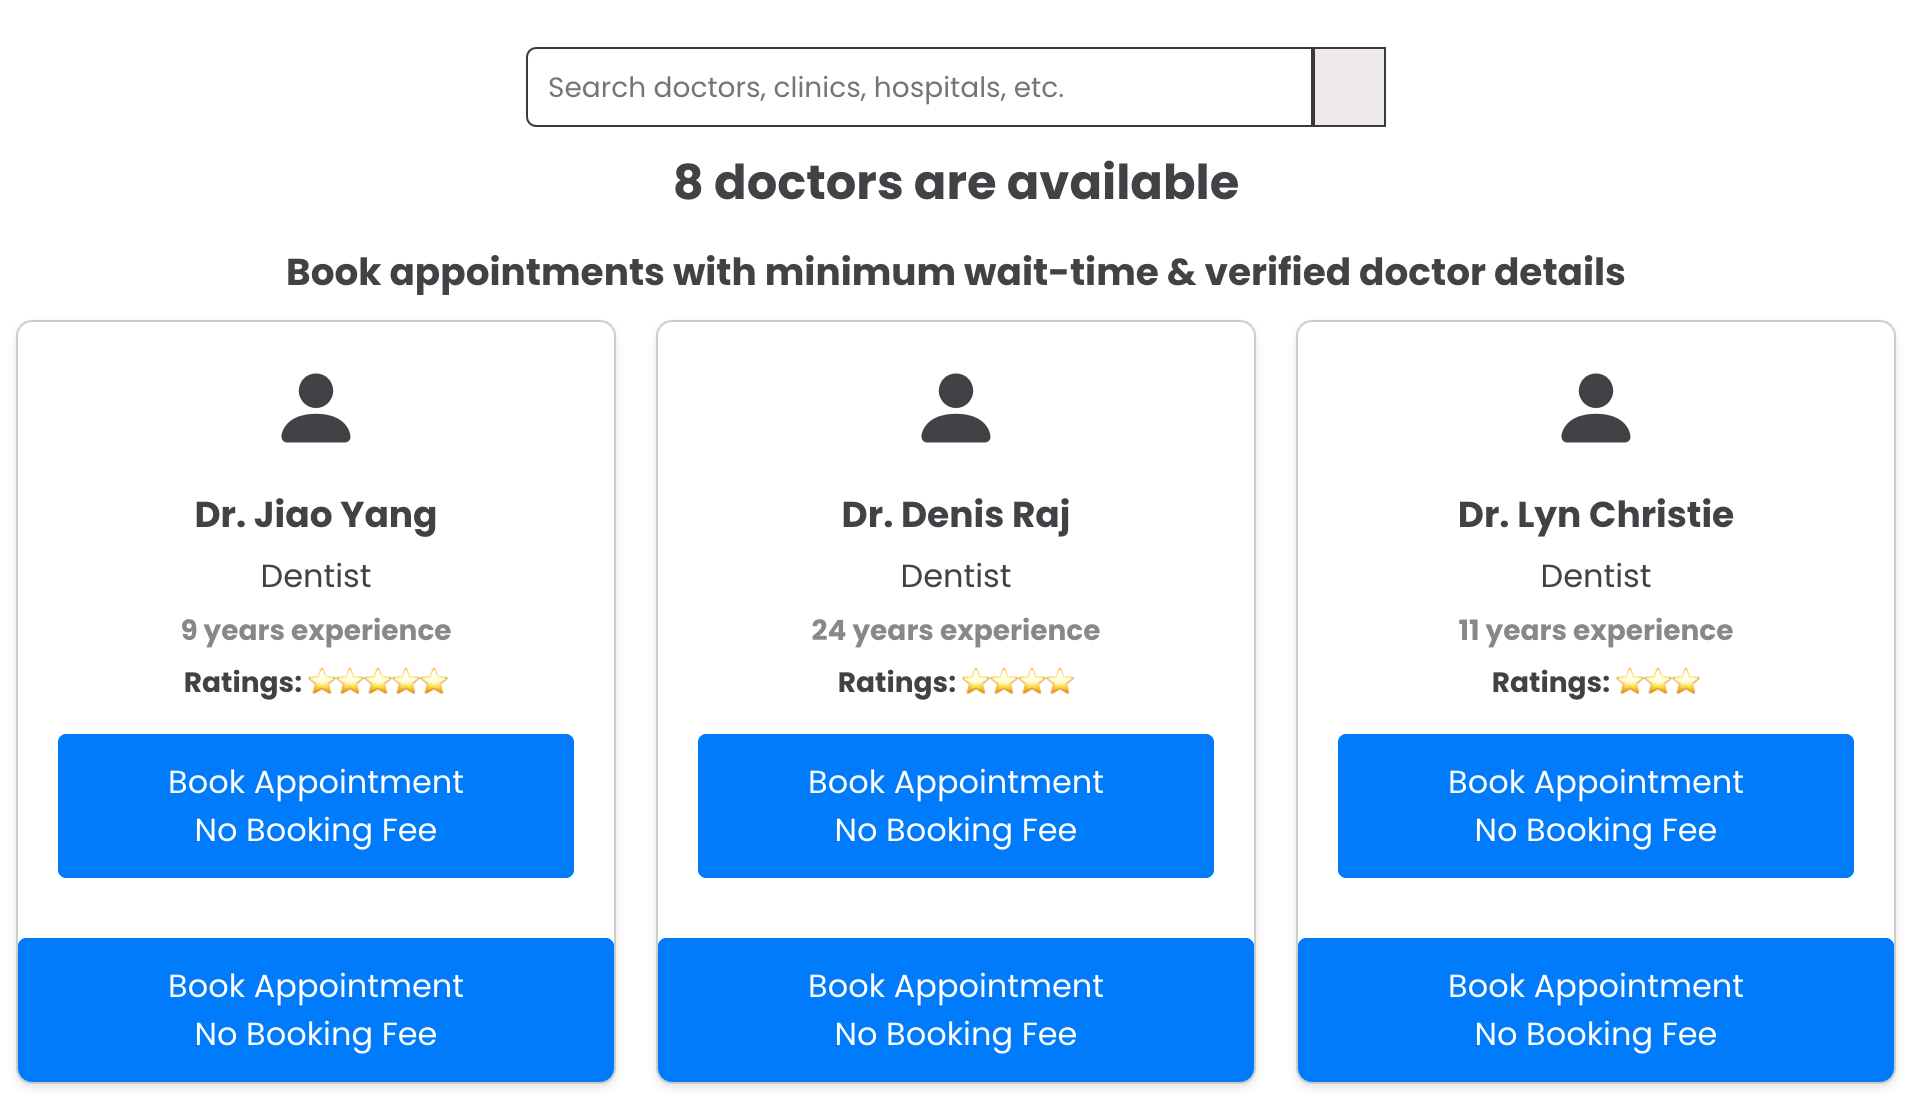 Search doctors, clinics, hospitals, etc.
8 doctors are available
Book appointments with minimum wait-time & verified doctor details
Dr. Jiao Yang
Dentist
9 years experience
Ratings: ⭐⭐⭐⭐⭐
Book Appointment
No Booking Fee
Book Appointment
No Booking Fee
Dr. Denis Raj
Dentist
24 years experience
Ratings: ⭐⭐⭐⭐
Book Appointment
No Booking Fee
Book Appointment
No Booking Fee
Dr. Lyn Christie
Dentist
11 years experience
Ratings: ⭐⭐⭐
Book Appointment
No Booking Fee
Book Appointment
No Booking Fee